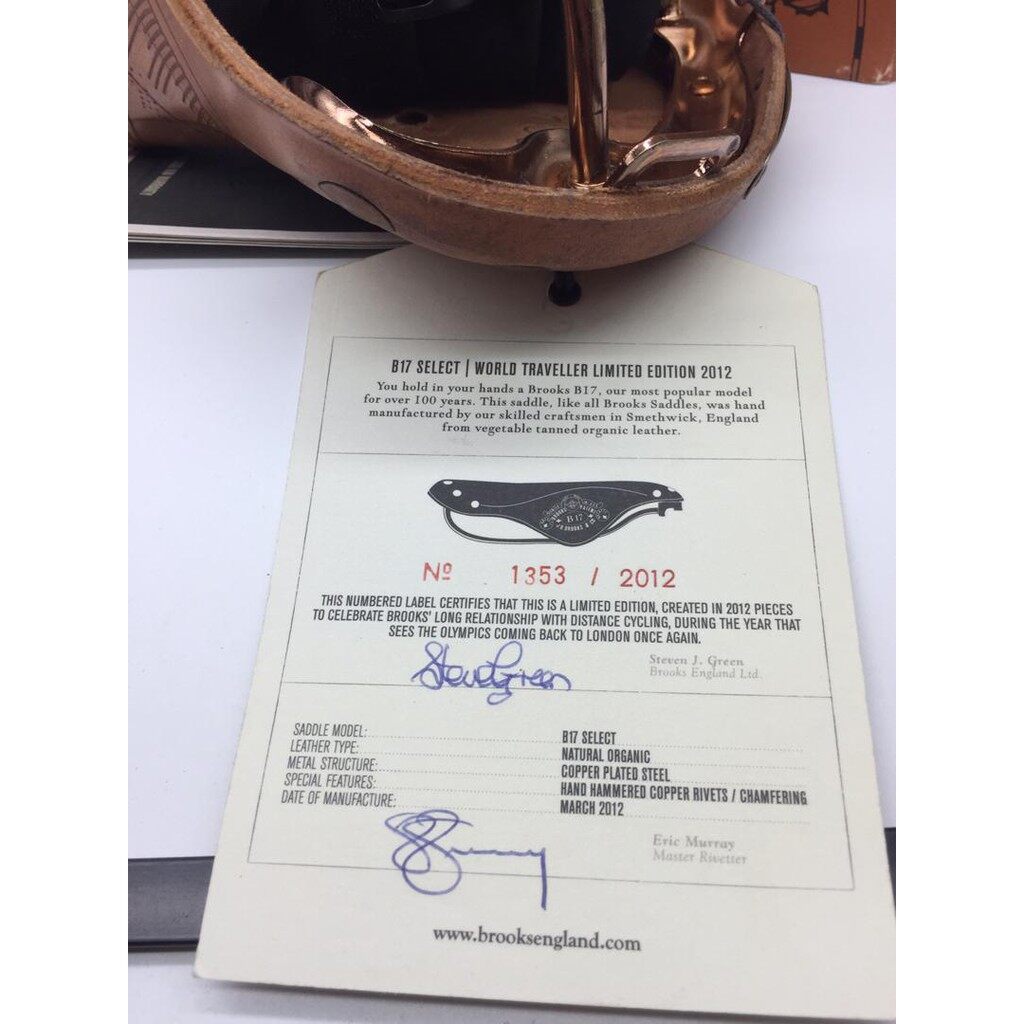 B17 SELECT | WORLD TRAVELLER LIMITED EDITION 2012
You hold in your hands a Brooks B17, our most popular model
for over 100 years. This saddle, like all Brooks Saddles, was hand
manufactured by our skilled craftsmen in Smethwick, England
from vegetable tanned organic leather.
B17
Nº 1353 / 2012
THIS NUMBERED LABEL CERTIFIES THAT THIS IS A LIMITED EDITION, CREATED IN 2012 PIECES
TO CELEBRATE BROOKS' LONG RELATIONSHIP WITH DISTANCE CYCLING, DURING THE YEAR THAT
SEES THE OLYMPICS COMING BACK TO LONDON ONCE AGAIN.
Steven J. Green
Brooks England Ltd.
SADDLE MODEL: B17 SELECT
LEATHER TYPE: NATURAL ORGANIC
METAL STRUCTURE: COPPER PLATED STEEL
SPECIAL FEATURES: HAND HAMMERED COPPER RIVETS / CHAMFERING
DATE OF MANUFACTURE: MARCH 2012
Eric Murray
Master Rivetter
www.brooksengland.com